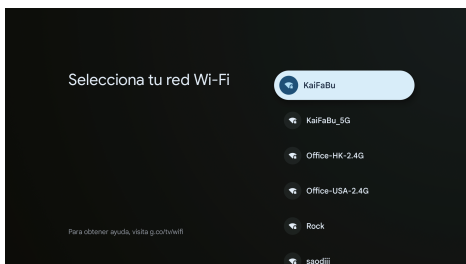 Selecciona tu red Wi-Fi
KaiFaBu
KaiFaBu_5G
Office-HK-2.4G
Office-USA-2.4G
Rock
saodiji
Para obtener ayuda, visita g.co/tv/wifi